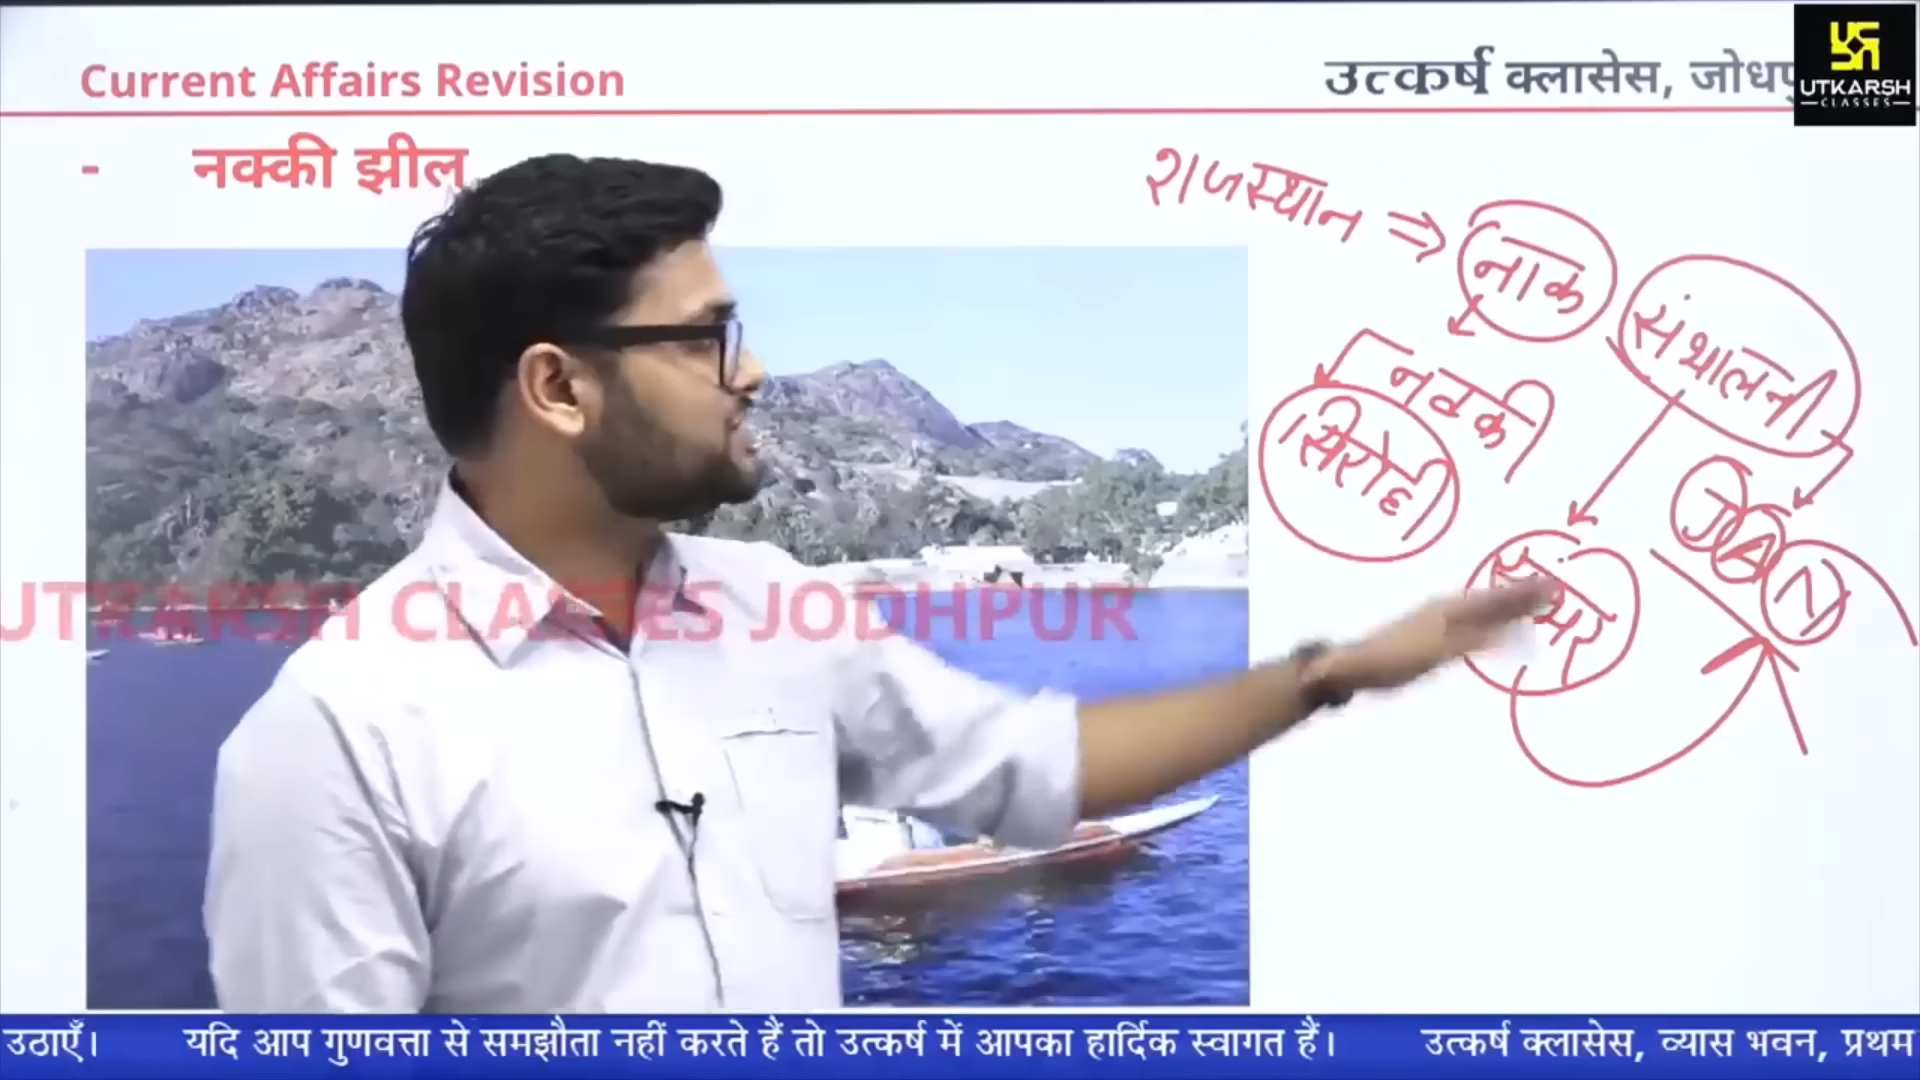 Current Affairs Revision
उत्कर्ष क्लासेस, जोधपु
UTKARSH
CLASSES
- नक्की झील
राजस्थान ⇒ नाक संभालनी
नक्की
सिरोही
JAN
UTKARSH CLASSES JODHPUR
उठाएँ। यदि आप गुणवत्ता से समझौता नहीं करते हैं तो उत्कर्ष में आपका हार्दिक स्वागत हैं। उत्कर्ष क्लासेस, व्यास भवन, प्रथम